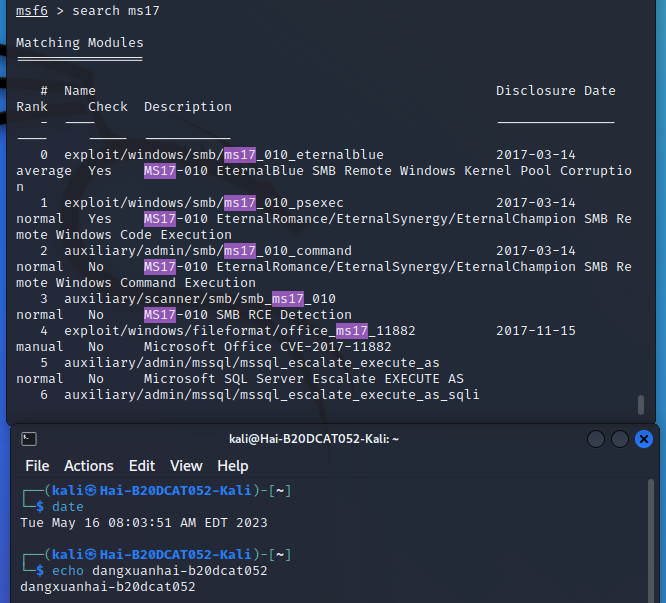 msf6 > search ms17
Matching Modules
================
# Name Disclosure Date
Rank Check Description
- ---- ---------------
---- ----- -----------
0 exploit/windows/smb/ms17_010_eternalblue 2017-03-14
average Yes MS17-010 EternalBlue SMB Remote Windows Kernel Pool Corruptio
n
1 exploit/windows/smb/ms17_010_psexec 2017-03-14
normal Yes MS17-010 EternalRomance/EternalSynergy/EternalChampion SMB Re
mote Windows Code Execution
2 auxiliary/admin/smb/ms17_010_command 2017-03-14
normal No MS17-010 EternalRomance/EternalSynergy/EternalChampion SMB Re
mote Windows Command Execution
3 auxiliary/scanner/smb/smb_ms17_010
normal No MS17-010 SMB RCE Detection
4 exploit/windows/fileformat/office_ms17_11882 2017-11-15
manual No Microsoft Office CVE-2017-11882
5 auxiliary/admin/mssql/mssql_escalate_execute_as
normal No Microsoft SQL Server Escalate EXECUTE AS
6 auxiliary/admin/mssql/mssql_escalate_execute_as_sqli
kali@Hai-B20DCAT052-Kali: ~
File Actions Edit View Help
┌──(kali㉿Hai-B20DCAT052-Kali)-[~]
└─$ date
Tue May 16 08:03:51 AM EDT 2023
┌──(kali㉿Hai-B20DCAT052-Kali)-[~]
└─$ echo dangxuanhai-b20dcat052
dangxuanhai-b20dcat052